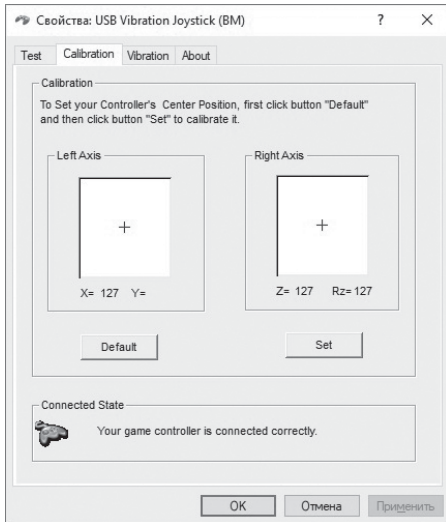 Свойства: USB Vibration Joystick (BM) ? ×
Test Calibration Vibration About
Calibration
To Set your Controller's Center Position, first click button "Default"
and then click button "Set" to calibrate it.
Left Axis Right Axis
X= 127 Y= Z= 127 Rz= 127
Default Set
Connected State
Your game controller is connected correctly.
OK Отмена Применить